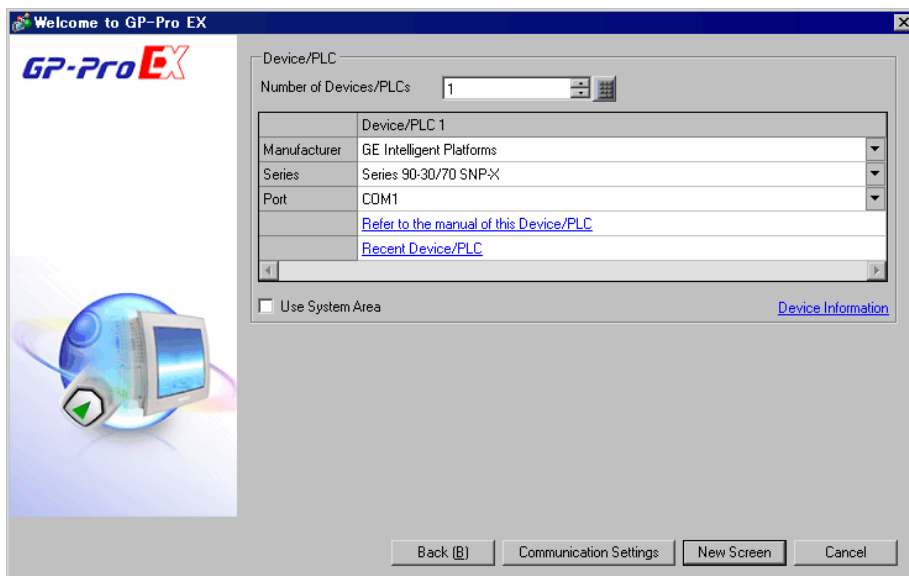 Welcome to GP-Pro EX
GP-Pro EX
Device/PLC
Number of Devices/PLCs 1
Device/PLC 1
Manufacturer GE Intelligent Platforms
Series Series 90-30/70 SNP-X
Port COM1
Refer to the manual of this Device/PLC
Recent Device/PLC
Use System Area Device Information
Back (B) Communication Settings New Screen Cancel